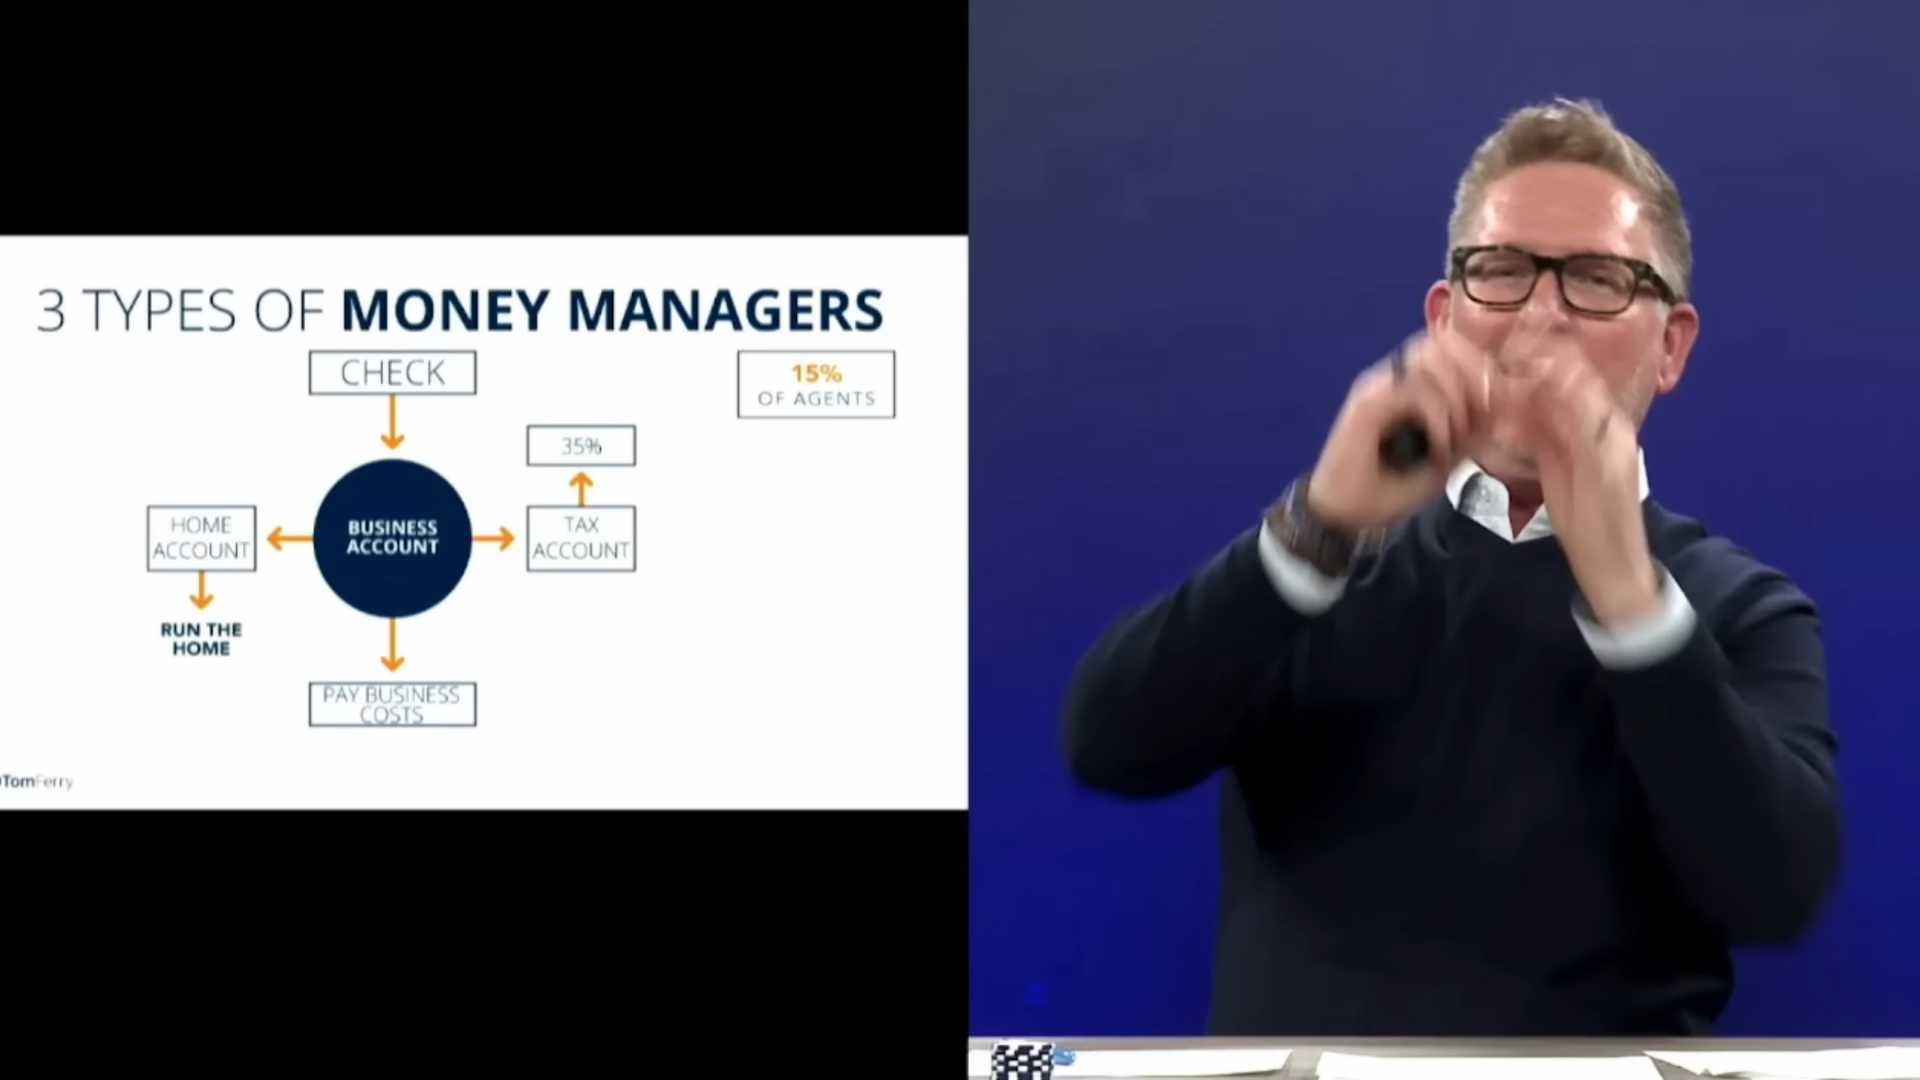 3 TYPES OF MONEY MANAGERS
CHECK
15%
OF AGENTS
35%
HOME
ACCOUNT
BUSINESS
ACCOUNT
TAX
ACCOUNT
RUN THE
HOME
PAY BUSINESS
COSTS
TomFerry